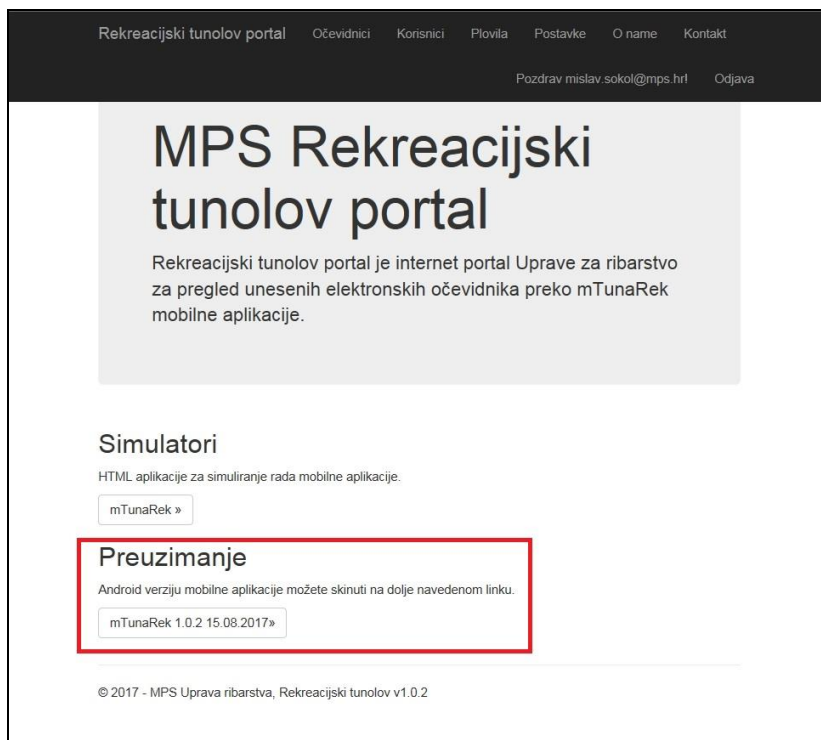 Rekreacijski tunolov portal Očevidnici Korisnici Plovila Postavke O name Kontakt
Pozdrav mislav.sokol@mps.hr! Odjava
MPS Rekreacijski
tunolov portal
Rekreacijski tunolov portal je internet portal Uprave za ribarstvo
za pregled unesenih elektronskih očevidnika preko mTunaRek
mobilne aplikacije.
Simulatori
HTML aplikacije za simuliranje rada mobilne aplikacije.
mTunaRek »
Preuzimanje
Android verziju mobilne aplikacije možete skinuti na dolje navedenom linku.
mTunaRek 1.0.2 15.08.2017»
© 2017 - MPS Uprava ribarstva, Rekreacijski tunolov v1.0.2